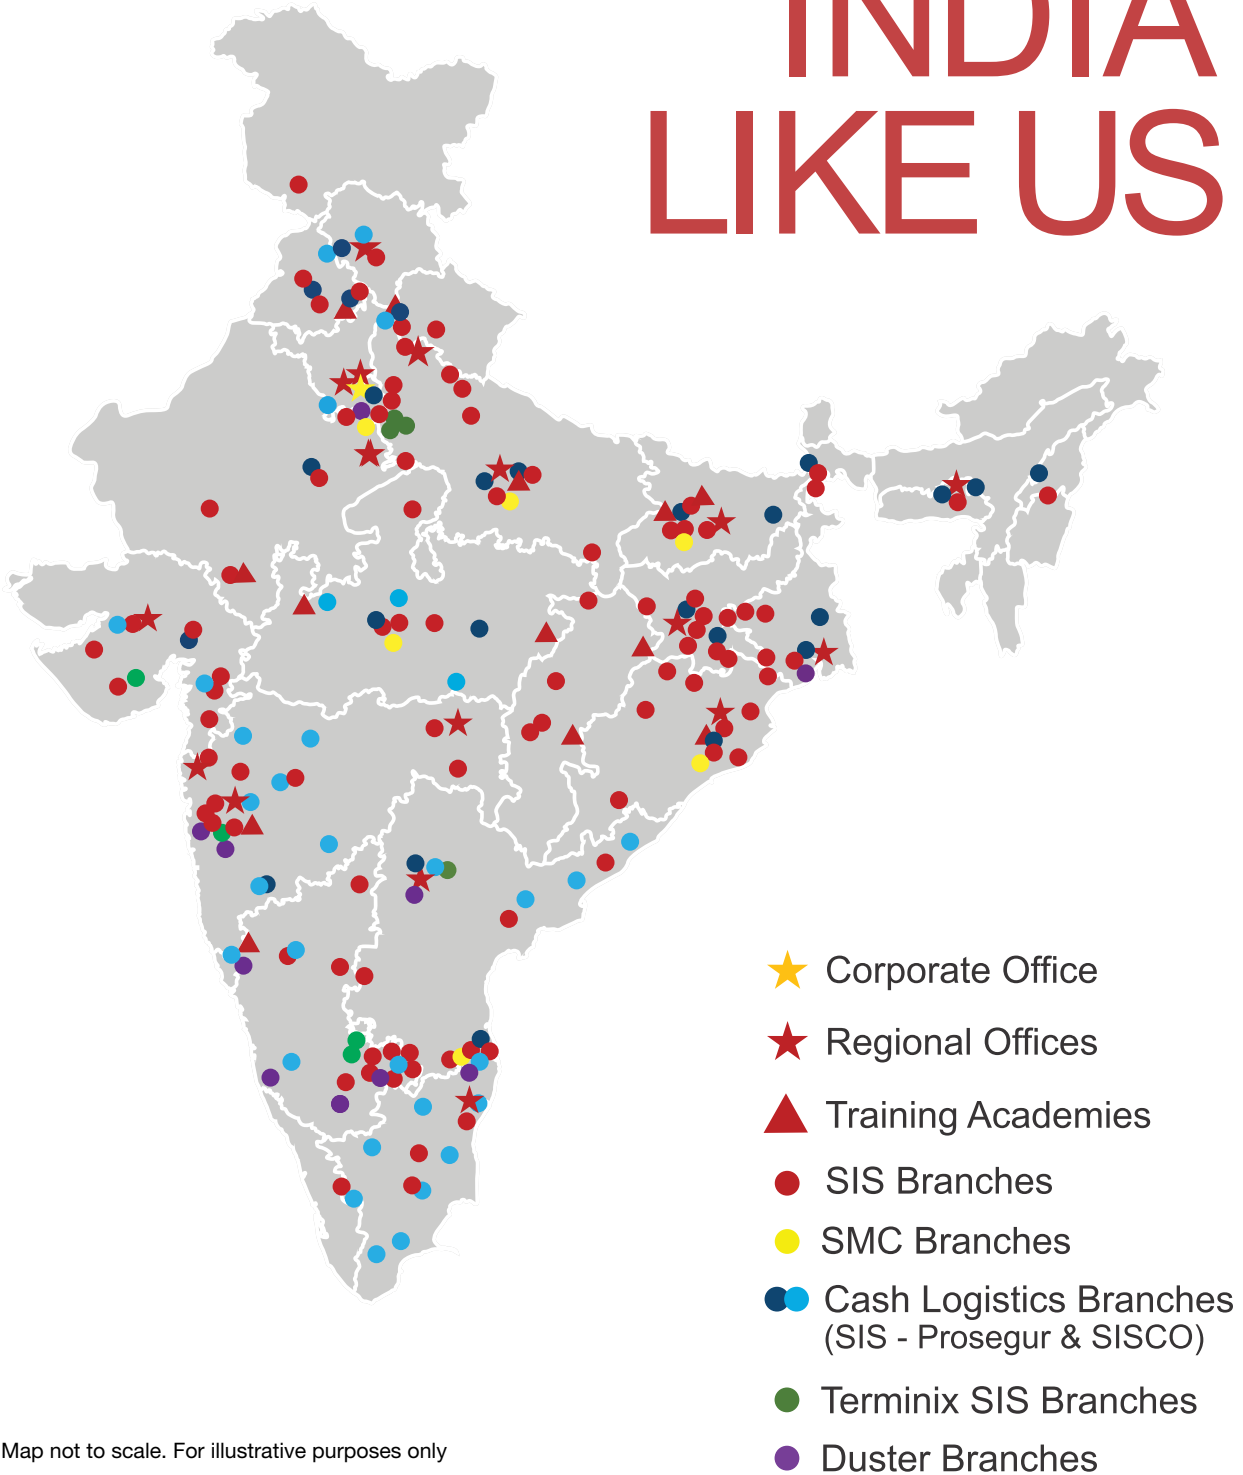 INDIA
LIKE US
Corporate Office
Regional Offices
Training Academies
SIS Branches
SMC Branches
Cash Logistics Branches
(SIS - Prosegur & SISCO)
Terminix SIS Branches
Duster Branches
Map not to scale. For illustrative purposes only